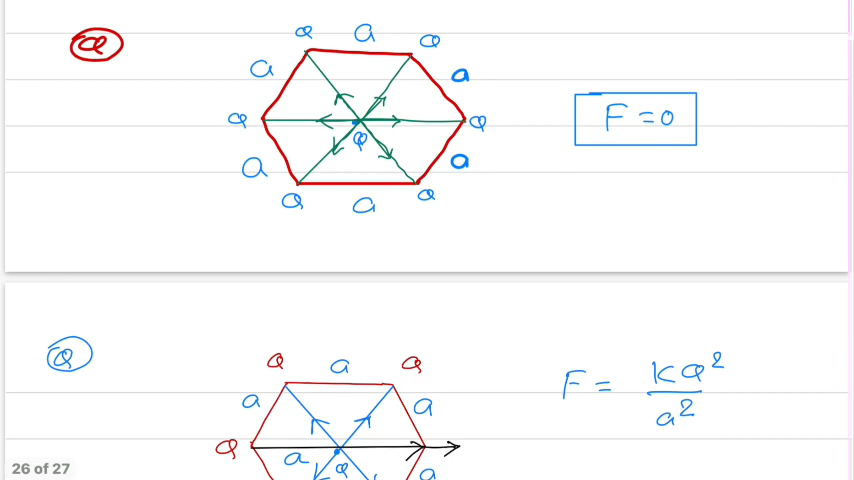 Q
Q a Q
a a
Q Q Q
a a
Q a Q
F = 0
Q
Q a Q
a a
Q a Q a
F = KQ²/a²
26 of 27